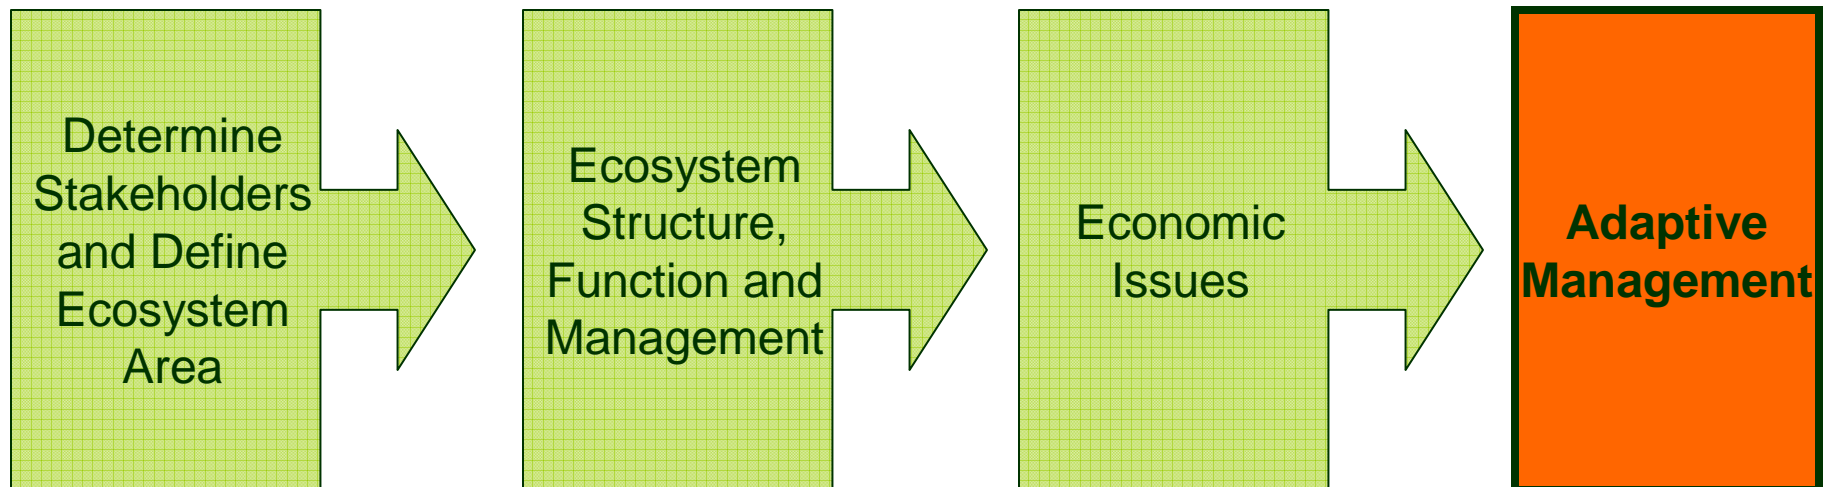 Determine
Stakeholders
and Define
Ecosystem
Area
Ecosystem
Structure,
Function and
Management
Economic
Issues
Adaptive
Management